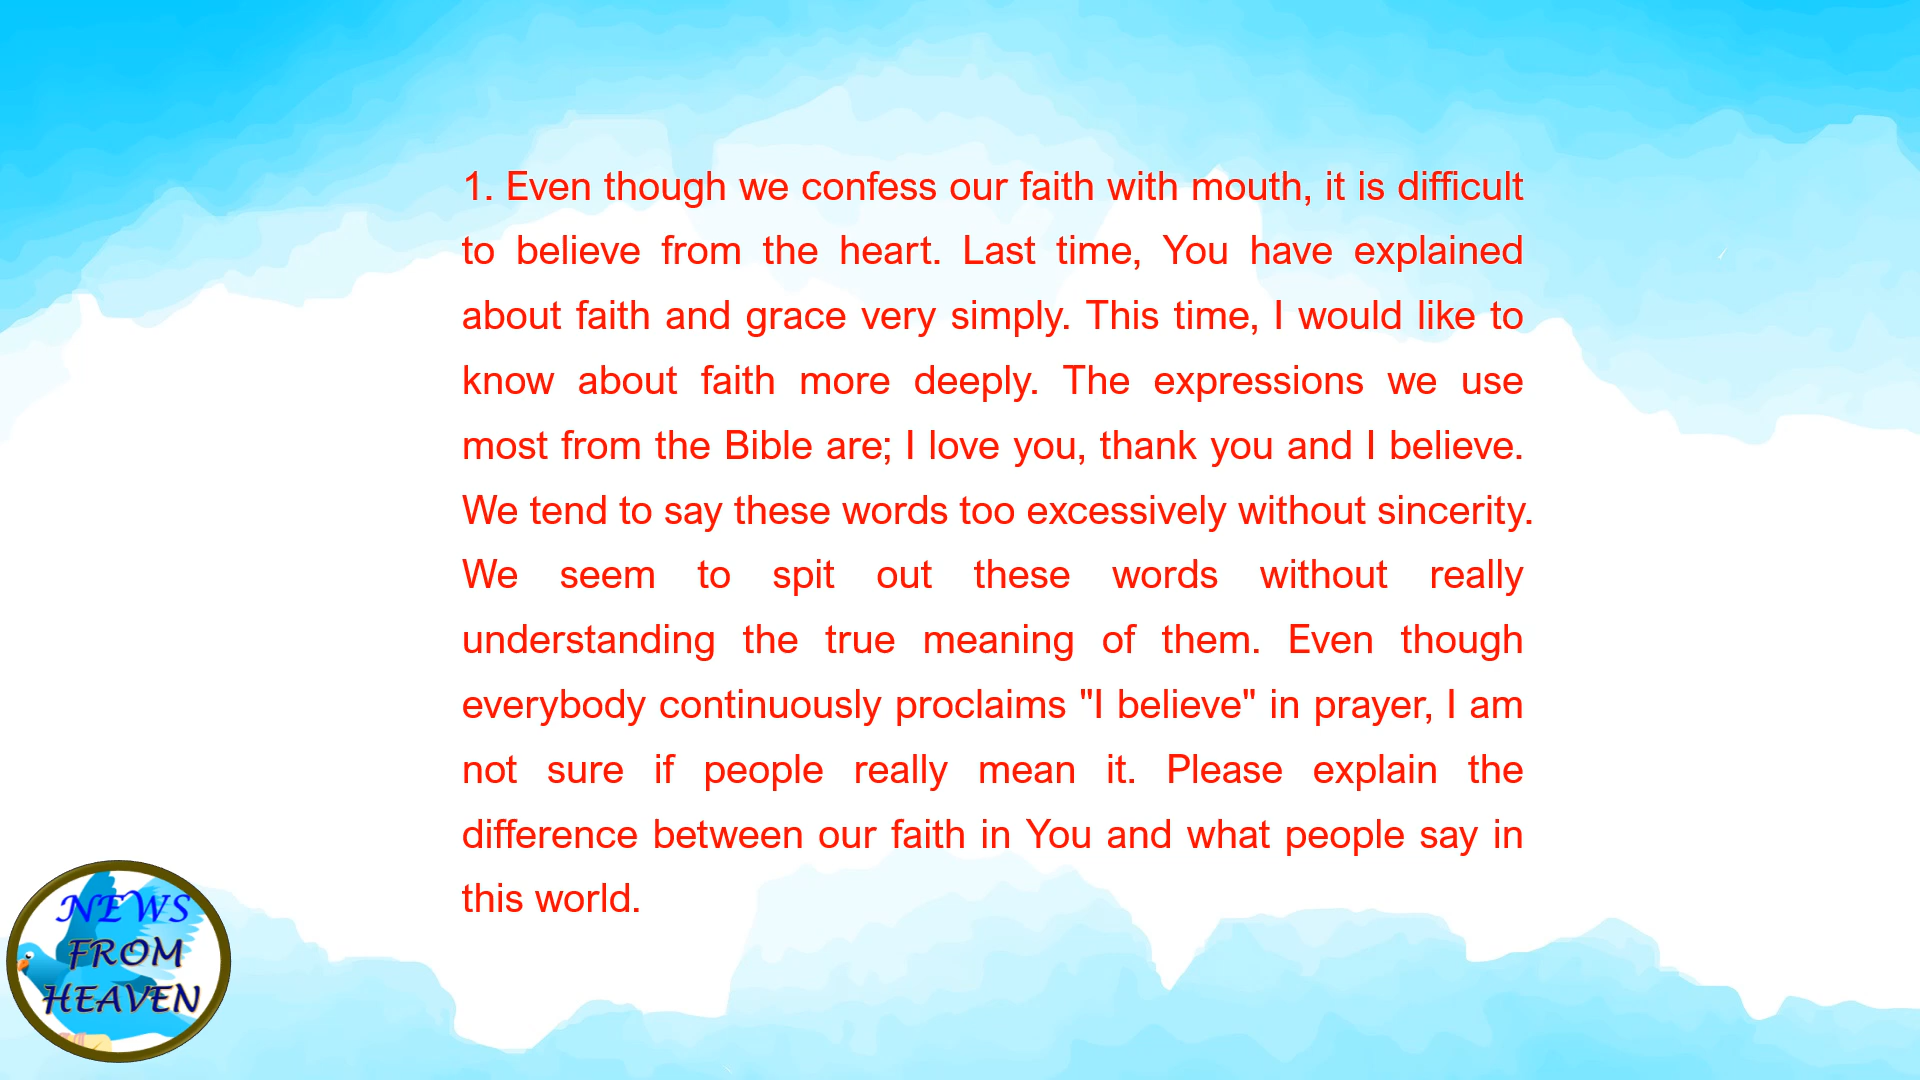 1. Even though we confess our faith with mouth, it is difficult
to believe from the heart. Last time, You have explained
about faith and grace very simply. This time, I would like to
know about faith more deeply. The expressions we use
most from the Bible are; I love you, thank you and I believe.
We tend to say these words too excessively without sincerity.
We seem to spit out these words without really
understanding the true meaning of them. Even though
everybody continuously proclaims "I believe" in prayer, I am
not sure if people really mean it. Please explain the
difference between our faith in You and what people say in
this world.
NEWS
FROM
HEAVEN